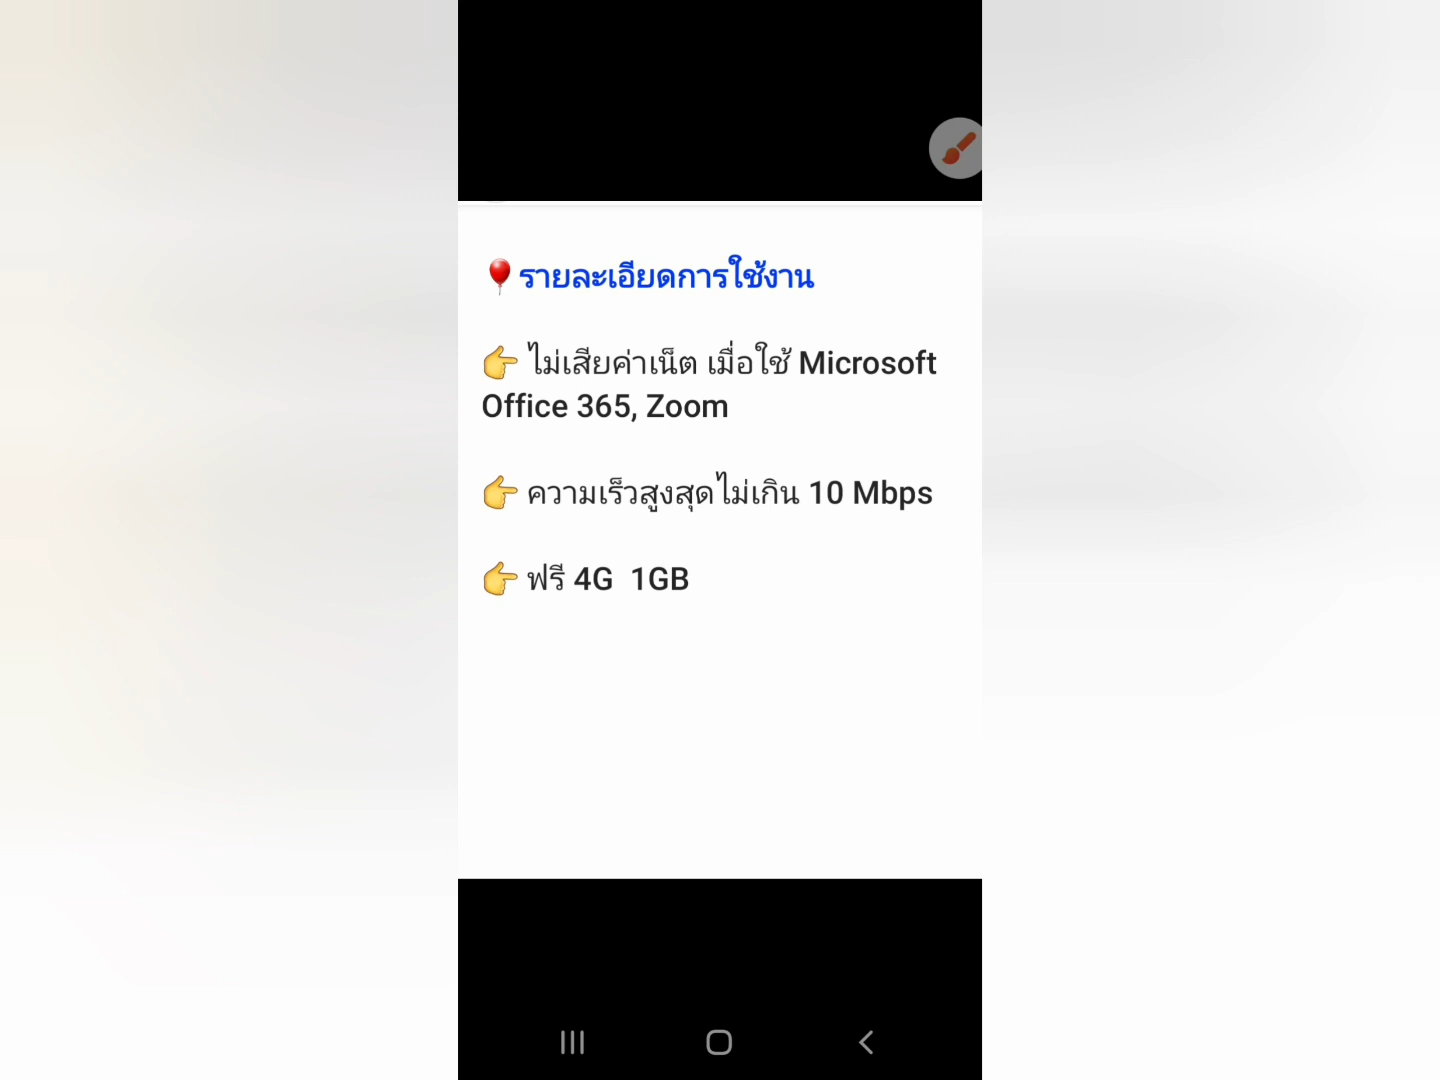 🎈รายละเอียดการใช้งาน
👉 ไม่เสียค่าเน็ต เมื่อใช้ Microsoft
Office 365, Zoom
👉 ความเร็วสูงสุดไม่เกิน 10 Mbps
👉 ฟรี 4G  1GB